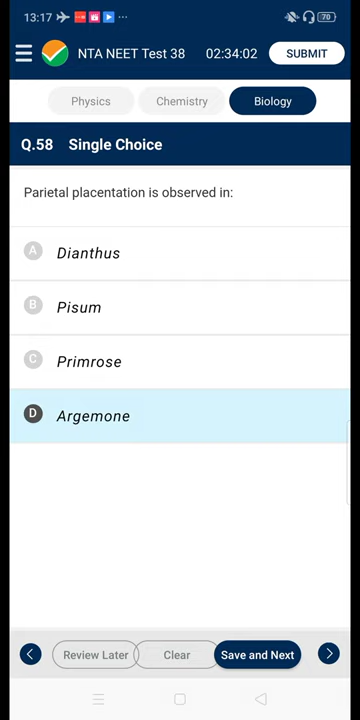 13:17
70
NTA NEET Test 38
02:34:02
SUBMIT
Physics
Chemistry
Biology
Q.58 Single Choice
Parietal placentation is observed in:
A Dianthus
B Pisum
C Primrose
D Argemone
Review Later
Clear
Save and Next